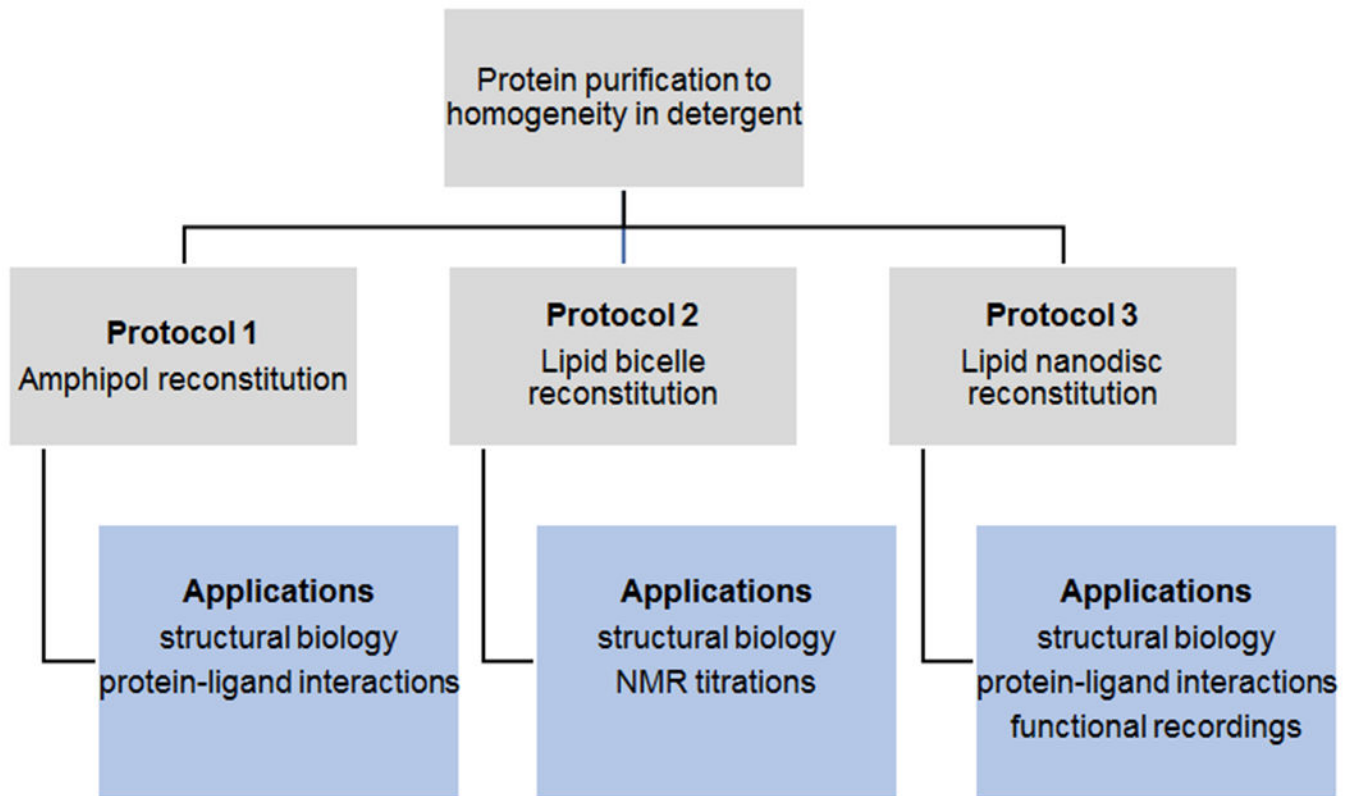 Protein purification to
homogeneity in detergent
Protocol 1
Amphipol reconstitution
Protocol 2
Lipid bicelle
reconstitution
Protocol 3
Lipid nanodisc
reconstitution
Applications
structural biology
protein-ligand interactions
Applications
structural biology
NMR titrations
Applications
structural biology
protein-ligand interactions
functional recordings